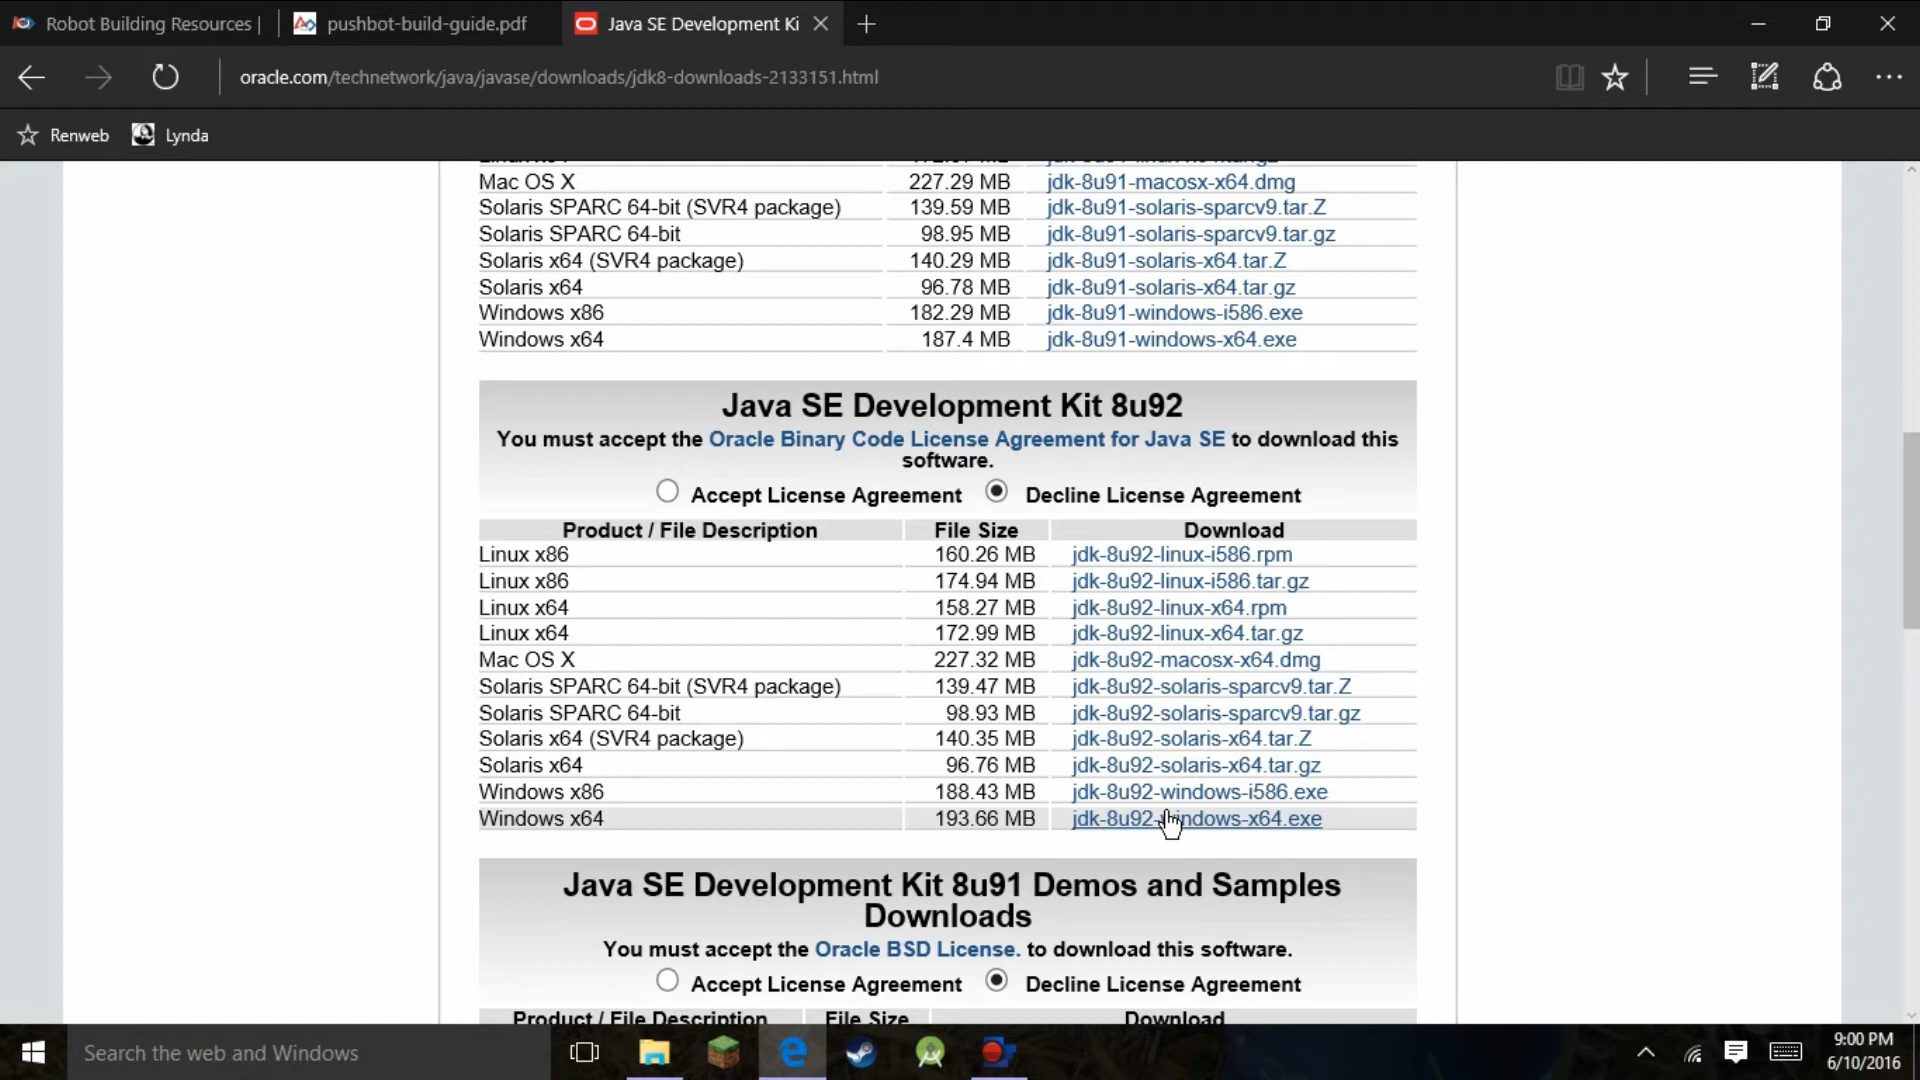 Robot Building Resources |
pushbot-build-guide.pdf
Java SE Development Ki
oracle.com/technetwork/java/javase/downloads/jdk8-downloads-2133151.html
Renweb
Lynda
Mac OS X 227.29 MB jdk-8u91-macosx-x64.dmg
Solaris SPARC 64-bit (SVR4 package) 139.59 MB jdk-8u91-solaris-sparcv9.tar.Z
Solaris SPARC 64-bit 98.95 MB jdk-8u91-solaris-sparcv9.tar.gz
Solaris x64 (SVR4 package) 140.29 MB jdk-8u91-solaris-x64.tar.Z
Solaris x64 96.78 MB jdk-8u91-solaris-x64.tar.gz
Windows x86 182.29 MB jdk-8u91-windows-i586.exe
Windows x64 187.4 MB jdk-8u91-windows-x64.exe
Java SE Development Kit 8u92
You must accept the Oracle Binary Code License Agreement for Java SE to download this
software.
Accept License Agreement Decline License Agreement
Product / File Description File Size Download
Linux x86 160.26 MB jdk-8u92-linux-i586.rpm
Linux x86 174.94 MB jdk-8u92-linux-i586.tar.gz
Linux x64 158.27 MB jdk-8u92-linux-x64.rpm
Linux x64 172.99 MB jdk-8u92-linux-x64.tar.gz
Mac OS X 227.32 MB jdk-8u92-macosx-x64.dmg
Solaris SPARC 64-bit (SVR4 package) 139.47 MB jdk-8u92-solaris-sparcv9.tar.Z
Solaris SPARC 64-bit 98.93 MB jdk-8u92-solaris-sparcv9.tar.gz
Solaris x64 (SVR4 package) 140.35 MB jdk-8u92-solaris-x64.tar.Z
Solaris x64 96.76 MB jdk-8u92-solaris-x64.tar.gz
Windows x86 188.43 MB jdk-8u92-windows-i586.exe
Windows x64 193.66 MB jdk-8u92-windows-x64.exe
Java SE Development Kit 8u91 Demos and Samples
Downloads
You must accept the Oracle BSD License. to download this software.
Accept License Agreement Decline License Agreement
Product / File Description File Size Download
Search the web and Windows
9:00 PM
6/10/2016